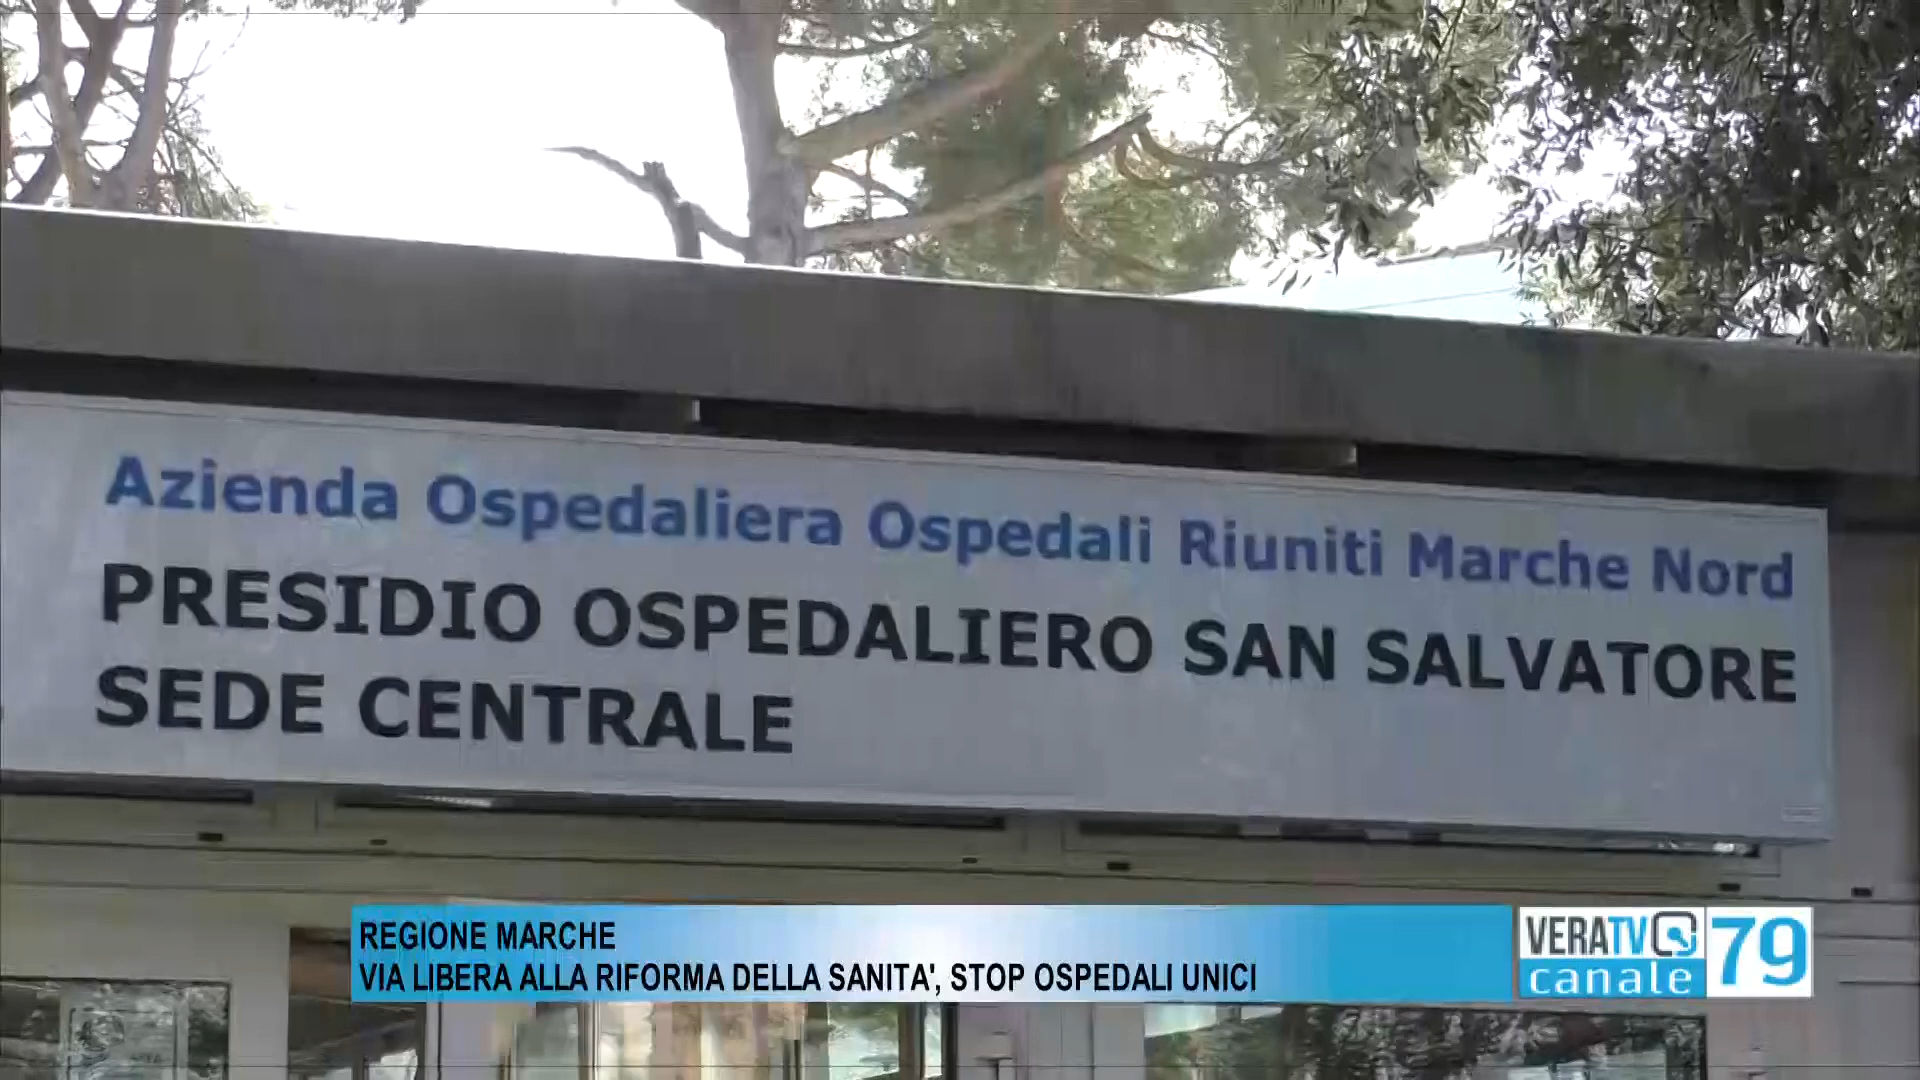 Azienda Ospedaliera Ospedali Riuniti Marche Nord
PRESIDIO OSPEDALIERO SAN SALVATORE
SEDE CENTRALE
REGIONE MARCHE
VIA LIBERA ALLA RIFORMA DELLA SANITA', STOP OSPEDALI UNICI
VERATV
canale 79